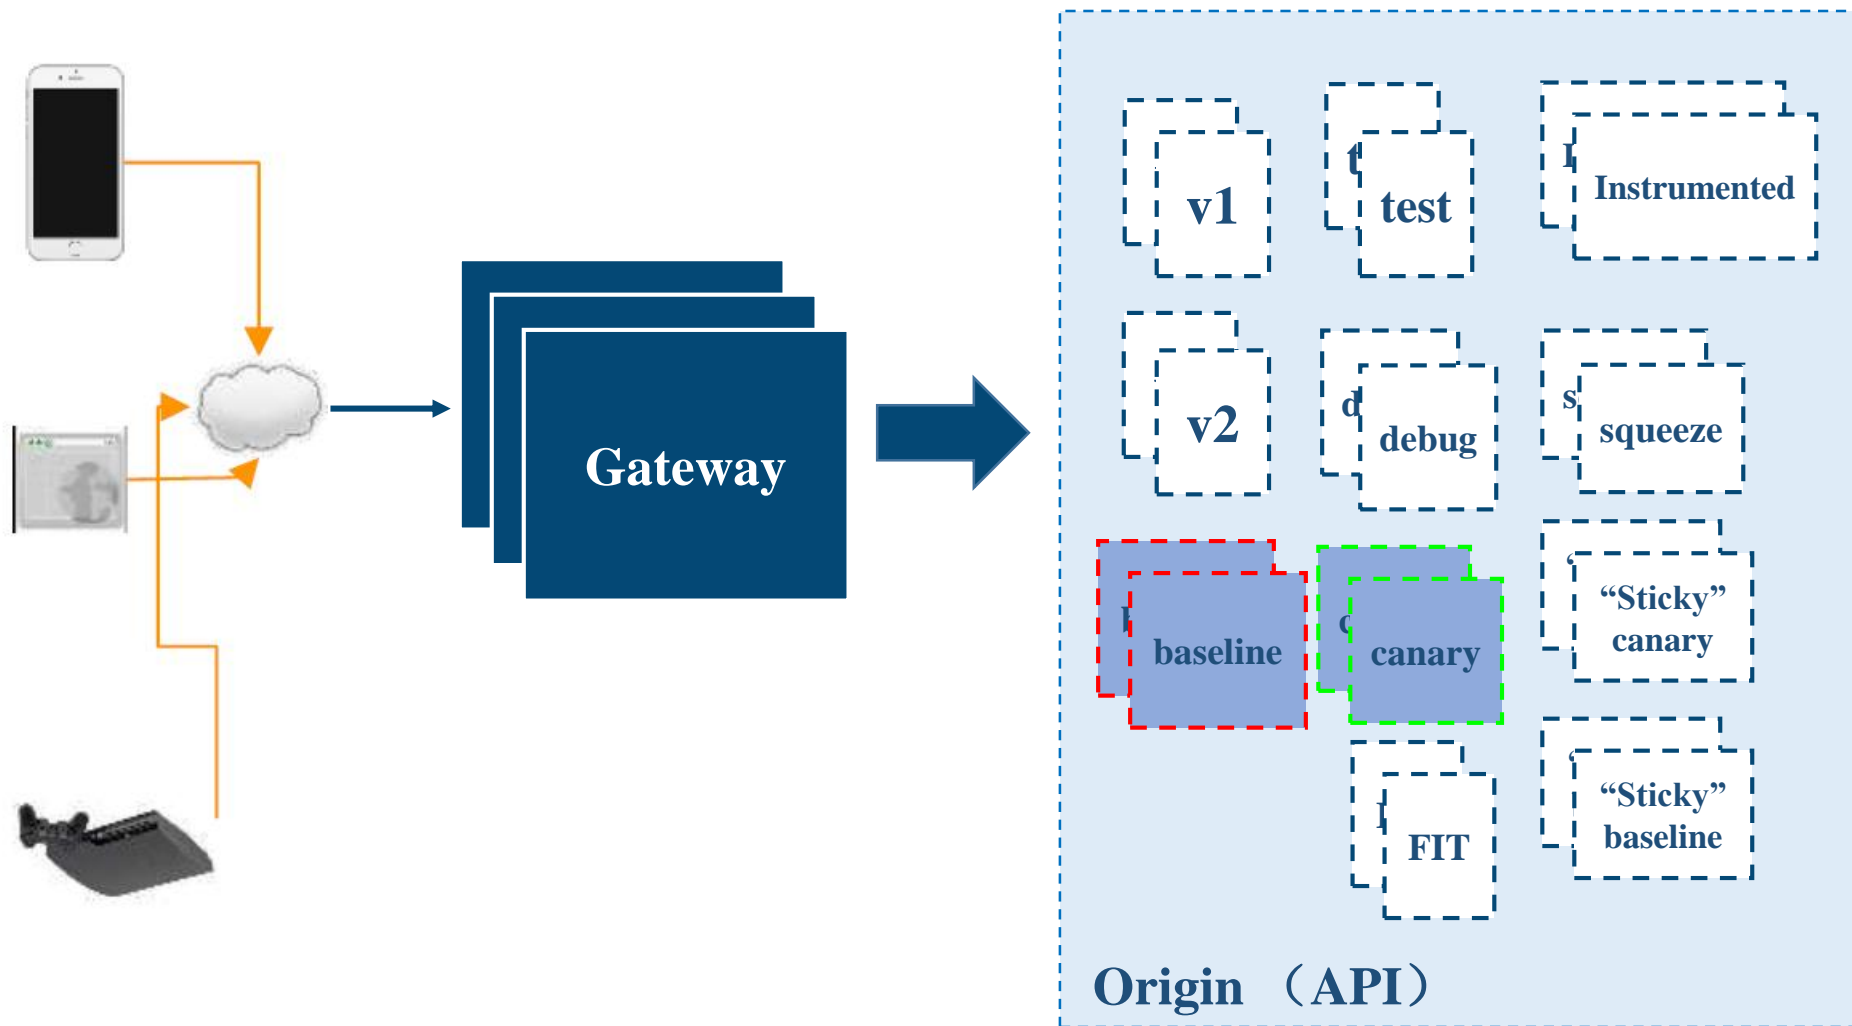 v1
test
Instrumented
v2
debug
squeeze
Gateway
baseline
canary
“Sticky”
canary
FIT
“Sticky”
baseline
Origin （API）